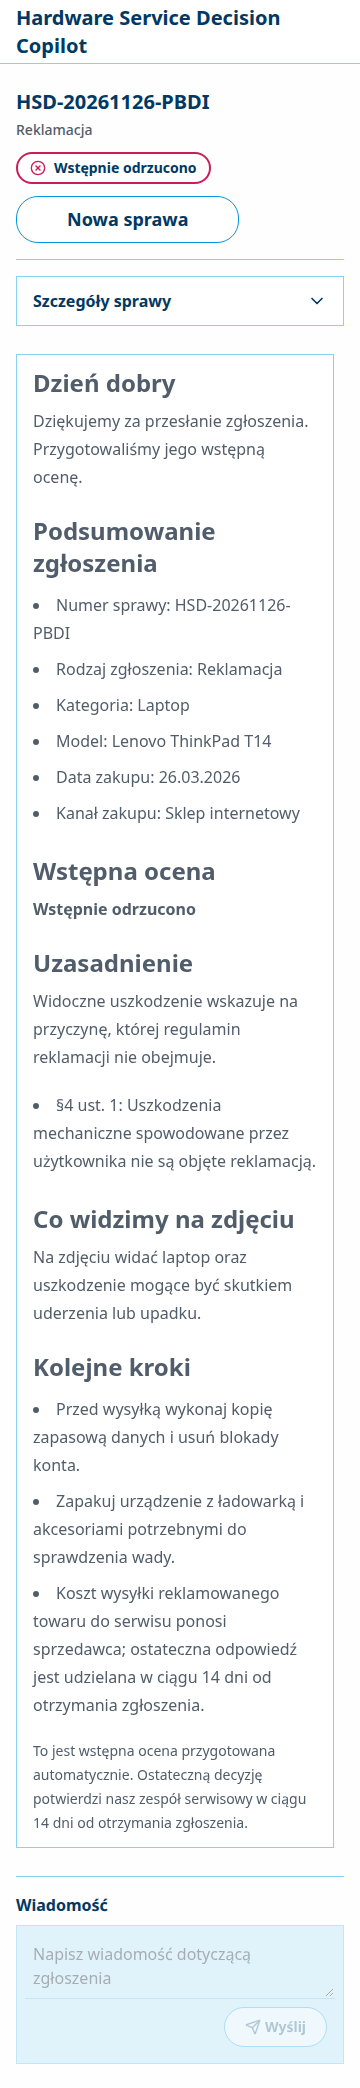 Hardware Service Decision
Copilot
HSD-20261126-PBDI
Reklamacja
Wstępnie odrzucono
Nowa sprawa
Szczegóły sprawy
Dzień dobry
Dziękujemy za przesłanie zgłoszenia.
Przygotowaliśmy jego wstępną
ocenę.
Podsumowanie
zgłoszenia
• Numer sprawy: HSD-20261126-
PBDI
• Rodzaj zgłoszenia: Reklamacja
• Kategoria: Laptop
• Model: Lenovo ThinkPad T14
• Data zakupu: 26.03.2026
• Kanał zakupu: Sklep internetowy
Wstępna ocena
Wstępnie odrzucono
Uzasadnienie
Widoczne uszkodzenie wskazuje na
przyczynę, której regulamin
reklamacji nie obejmuje.
• §4 ust. 1: Uszkodzenia
mechaniczne spowodowane przez
użytkownika nie są objęte reklamacją.
Co widzimy na zdjęciu
Na zdjęciu widać laptop oraz
uszkodzenie mogące być skutkiem
uderzenia lub upadku.
Kolejne kroki
• Przed wysyłką wykonaj kopię
zapasową danych i usuń blokady
konta.
• Zapakuj urządzenie z ładowarką i
akcesoriami potrzebnymi do
sprawdzenia wady.
• Koszt wysyłki reklamowanego
towaru do serwisu ponosi
sprzedawca; ostateczna odpowiedź
jest udzielana w ciągu 14 dni od
otrzymania zgłoszenia.
To jest wstępna ocena przygotowana
automatycznie. Ostateczną decyzję
potwierdzi nasz zespół serwisowy w ciągu
14 dni od otrzymania zgłoszenia.
Wiadomość
Napisz wiadomość dotyczącą
zgłoszenia
Wyślij